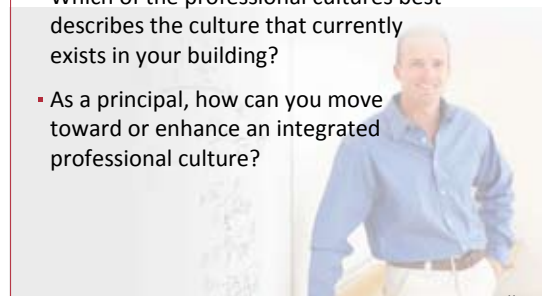 Which of the professional cultures best
describes the culture that currently
exists in your building?
▪ As a principal, how can you move
toward or enhance an integrated
professional culture?